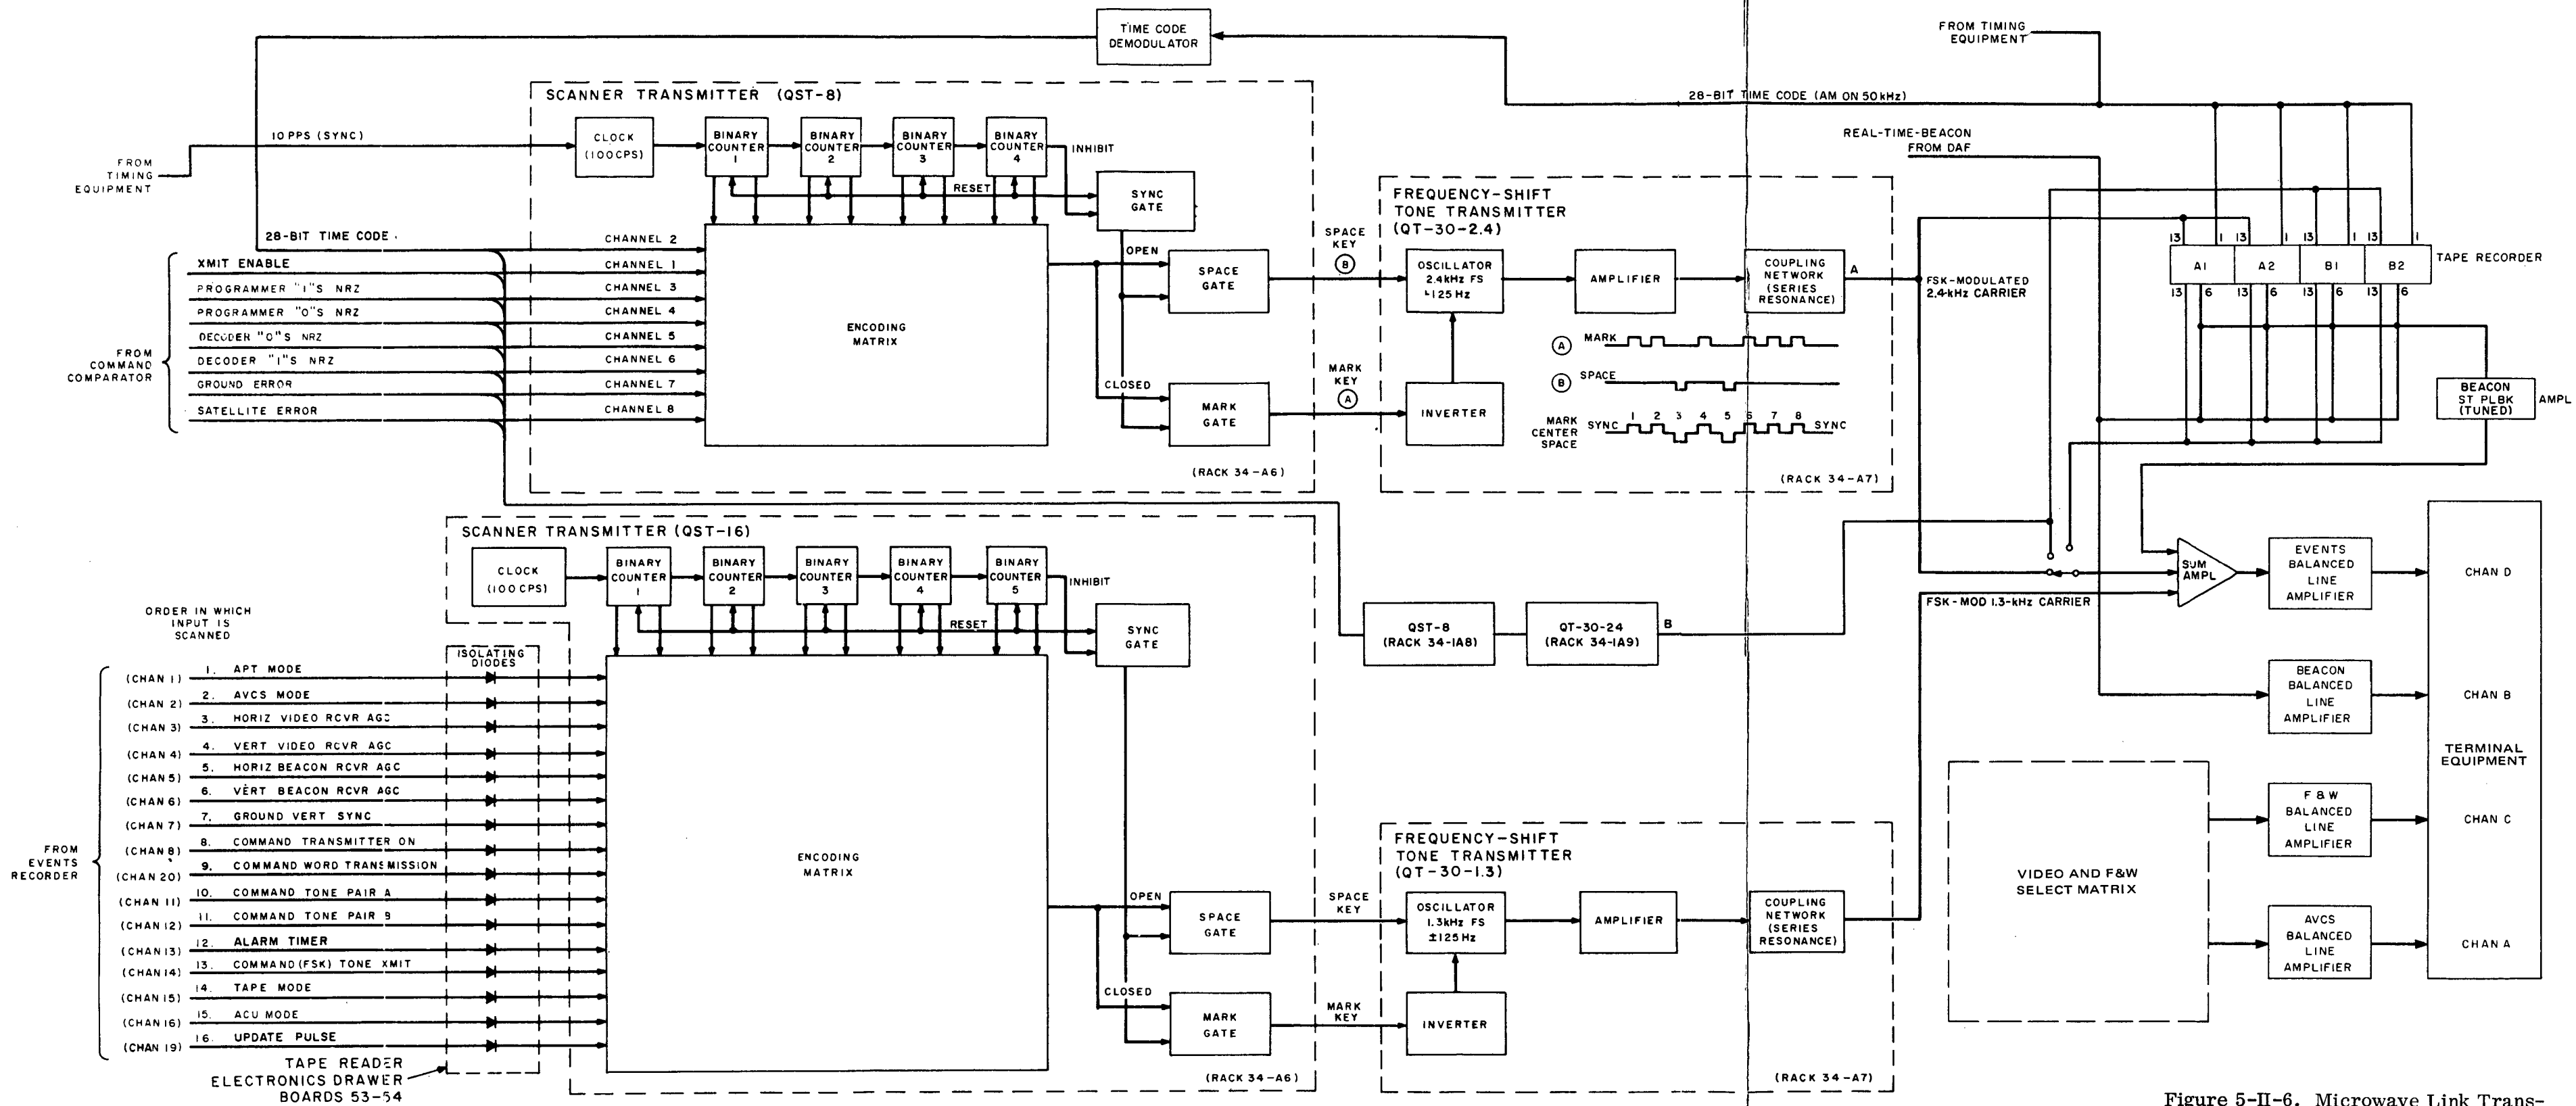 TIME CODE
DEMODULATOR
FROM TIMING
EQUIPMENT
28-BIT TIME CODE (AM ON 50kHz)
SCANNER TRANSMITTER (QST-8)
10 PPS (SYNC)
FROM
TIMING
EQUIPMENT
CLOCK
(100CPS)
BINARY
COUNTER
1
BINARY
COUNTER
2
BINARY
COUNTER
3
BINARY
COUNTER
4
INHIBIT
RESET
SYNC
GATE
REAL-TIME-BEACON
FROM DAF
28-BIT TIME CODE
XMIT ENABLE
PROGRAMMER "1"S NRZ
PROGRAMMER "0"S NRZ
DECODER "0"S NRZ
DECODER "1"S NRZ
GROUND ERROR
SATELLITE ERROR
FROM
COMMAND
COMPARATOR
CHANNEL 2
CHANNEL 1
CHANNEL 3
CHANNEL 4
CHANNEL 5
CHANNEL 6
CHANNEL 7
CHANNEL 8
ENCODING
MATRIX
OPEN
CLOSED
SPACE
GATE
MARK
GATE
(RACK 34-A6)
SPACE
KEY
B
MARK
KEY
A
FREQUENCY-SHIFT
TONE TRANSMITTER
(QT-30-2.4)
OSCILLATOR
2.4kHz FS
±125 Hz
AMPLIFIER
COUPLING
NETWORK
(SERIES
RESONANCE)
A
INVERTER
A MARK
B SPACE
1 2 3 4 5 6 7 8
MARK
CENTER
SPACE
SYNC
SYNC
(RACK 34-A7)
FSK-MODULATED
2.4-kHz CARRIER
13 1 13 1 13 1 13 1
A1 A2 B1 B2
TAPE RECORDER
13 6 13 6 13 6 13 6
BEACON
ST PLBK
(TUNED)
AMPL
SCANNER TRANSMITTER (QST-16)
CLOCK
(100CPS)
BINARY
COUNTER
1
BINARY
COUNTER
2
BINARY
COUNTER
3
BINARY
COUNTER
4
BINARY
COUNTER
5
INHIBIT
RESET
SYNC
GATE
ORDER IN WHICH
INPUT IS
SCANNED
ISOLATING
DIODES
FROM
EVENTS
RECORDER
(CHAN 1) 1. APT MODE
(CHAN 2) 2. AVCS MODE
(CHAN 3) 3. HORIZ VIDEO RCVR AGC
(CHAN 4) 4. VERT VIDEO RCVR AGC
(CHAN 5) 5. HORIZ BEACON RCVR AGC
(CHAN 6) 6. VERT BEACON RCVR AGC
(CHAN 7) 7. GROUND VERT SYNC
(CHAN 8) 8. COMMAND TRANSMITTER ON
(CHAN 20) 9. COMMAND WORD TRANSMISSION
(CHAN 11) 10. COMMAND TONE PAIR A
(CHAN 12) 11. COMMAND TONE PAIR B
(CHAN 13) 12. ALARM TIMER
(CHAN 14) 13. COMMAND (FSK) TONE XMIT
(CHAN 15) 14. TAPE MODE
(CHAN 16) 15. ACU MODE
(CHAN 19) 16. UPDATE PULSE
TAPE READER
ELECTRONICS DRAWER
BOARDS 53-54
ENCODING
MATRIX
OPEN
CLOSED
SPACE
GATE
MARK
GATE
(RACK 34-A6)
QST-8
(RACK 34-1A8)
QT-30-24
(RACK 34-1A9)
B
SPACE
KEY
MARK
KEY
FREQUENCY-SHIFT
TONE TRANSMITTER
(QT-30-1.3)
OSCILLATOR
1.3kHz FS
±125 Hz
AMPLIFIER
COUPLING
NETWORK
(SERIES
RESONANCE)
INVERTER
(RACK 34-A7)
FSK-MOD 1.3-kHz CARRIER
SUM
AMPL
EVENTS
BALANCED
LINE
AMPLIFIER
CHAN D
BEACON
BALANCED
LINE
AMPLIFIER
CHAN B
TERMINAL
EQUIPMENT
VIDEO AND F&W
SELECT MATRIX
F & W
BALANCED
LINE
AMPLIFIER
CHAN C
AVCS
BALANCED
LINE
AMPLIFIER
CHAN A
Figure 5-II-6. Microwave Link Trans-